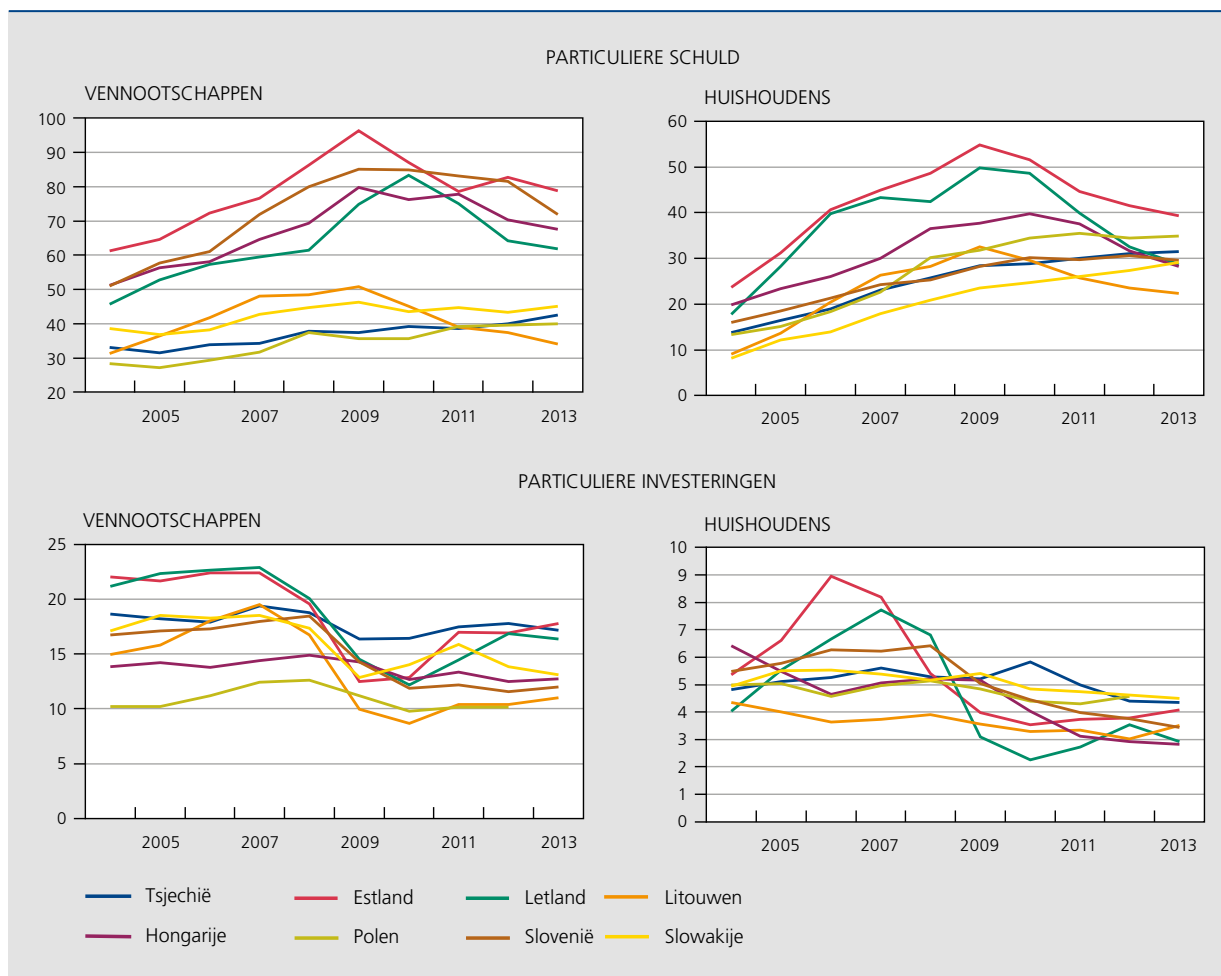 PARTICULIERE SCHULD
VENNOOTSCHAPPEN
100
90
80
70
60
50
40
30
20
2005 2007 2009 2011 2013
HUISHOUDENS
60
50
40
30
20
10
0
2005 2007 2009 2011 2013
PARTICULIERE INVESTERINGEN
VENNOOTSCHAPPEN
25
20
15
10
5
0
2005 2007 2009 2011 2013
HUISHOUDENS
10
9
8
7
6
5
4
3
2
1
0
2005 2007 2009 2011 2013
Tsjechië Estland Letland Litouwen
Hongarije Polen Slovenië Slowakije